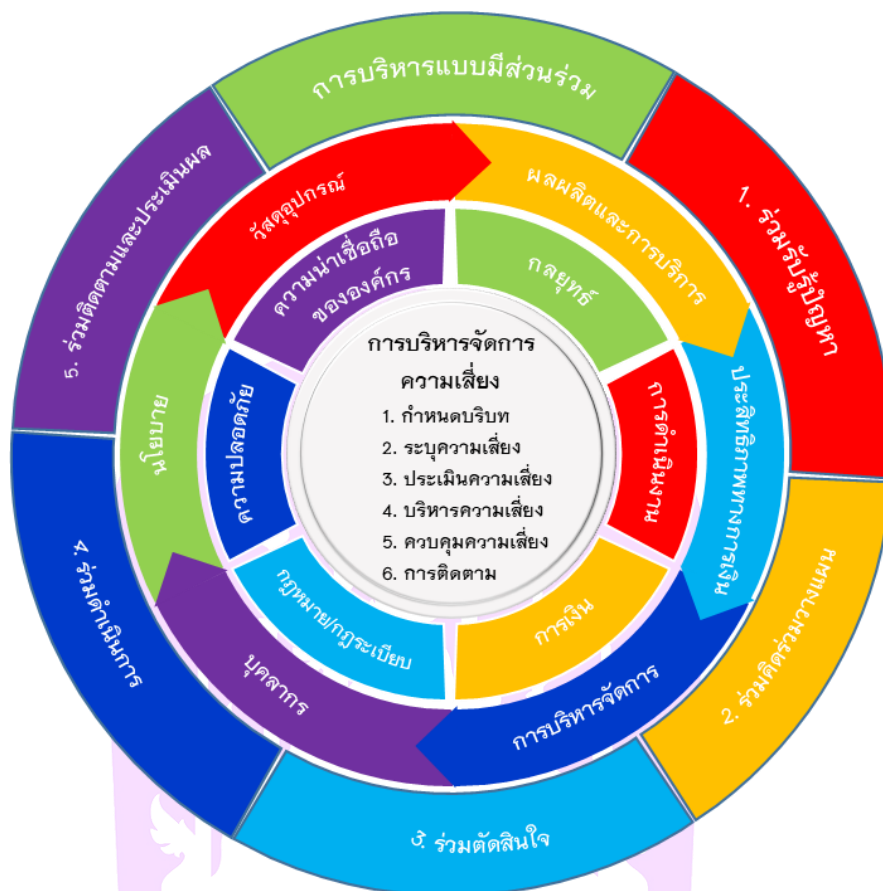 การบริหารแบบมีส่วนร่วม
1. ร่วมรับรู้ปัญหา
2. ร่วมคิดร่วมวางแผน
3. ร่วมตัดสินใจ
4. ร่วมดำเนินการ
5. ร่วมติดตามและประเมินผล
ผลผลิตและการบริการ
ประสิทธิภาพทางการเงิน
การบริหารจัดการ
บุคลากร
นโยบาย
วัสดุอุปกรณ์
กลยุทธ์
การดำเนินงาน
การเงิน
กฎหมาย/กฎระเบียบ
ความปลอดภัย
ความน่าเชื่อถือ
ขององค์กร
การบริหารจัดการ
ความเสี่ยง
1. กำหนดบริบท
2. ระบุความเสี่ยง
3. ประเมินความเสี่ยง
4. บริหารความเสี่ยง
5. ควบคุมความเสี่ยง
6. การติดตาม